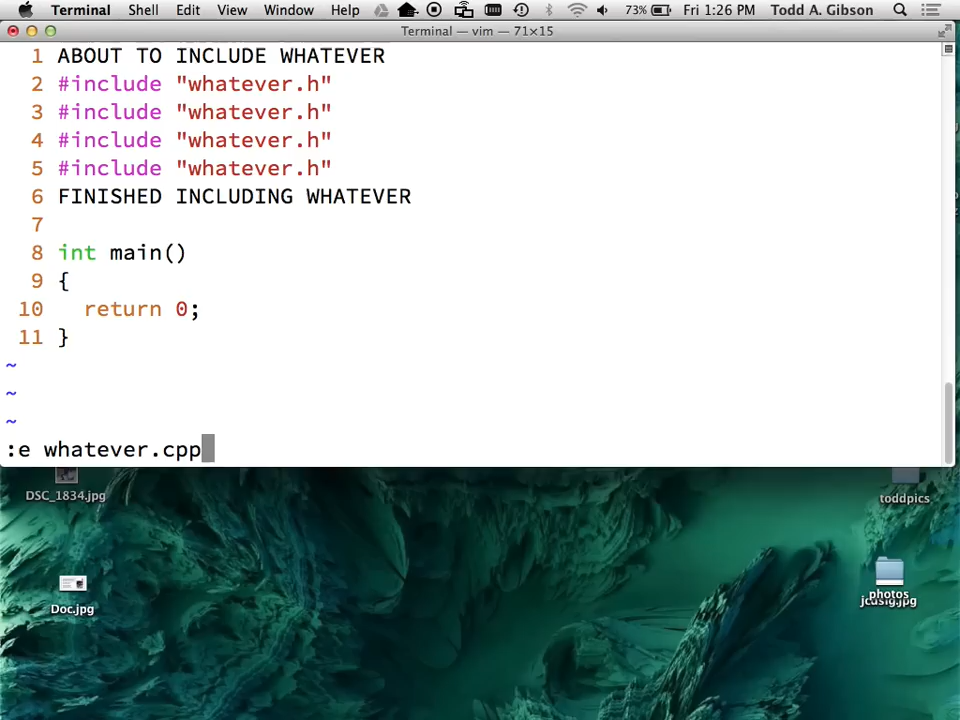 Terminal Shell Edit View Window Help 73% Fri 1:26 PM Todd A. Gibson
Terminal — vim — 71×15
1 ABOUT TO INCLUDE WHATEVER
2 #include "whatever.h"
3 #include "whatever.h"
4 #include "whatever.h"
5 #include "whatever.h"
6 FINISHED INCLUDING WHATEVER
7
8 int main()
9 {
10   return 0;
11 }
~
~
~
:e whatever.cpp
DSC_1834.jpg
toddpics
Doc.jpg
photos
jcusig.jpg